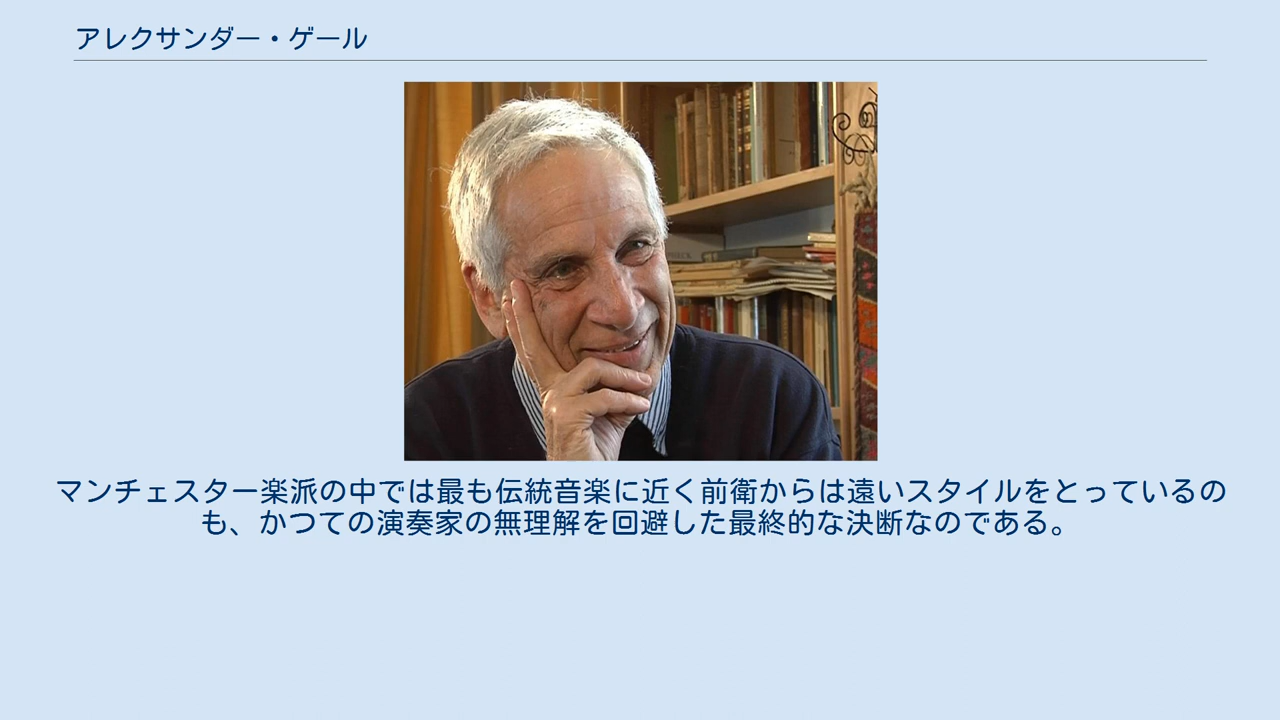 アレクサンダー・ゲール
マンチェスター楽派の中では最も伝統音楽に近く前衛からは遠いスタイルをとっているの
も、かつての演奏家の無理解を回避した最終的な決断なのである。